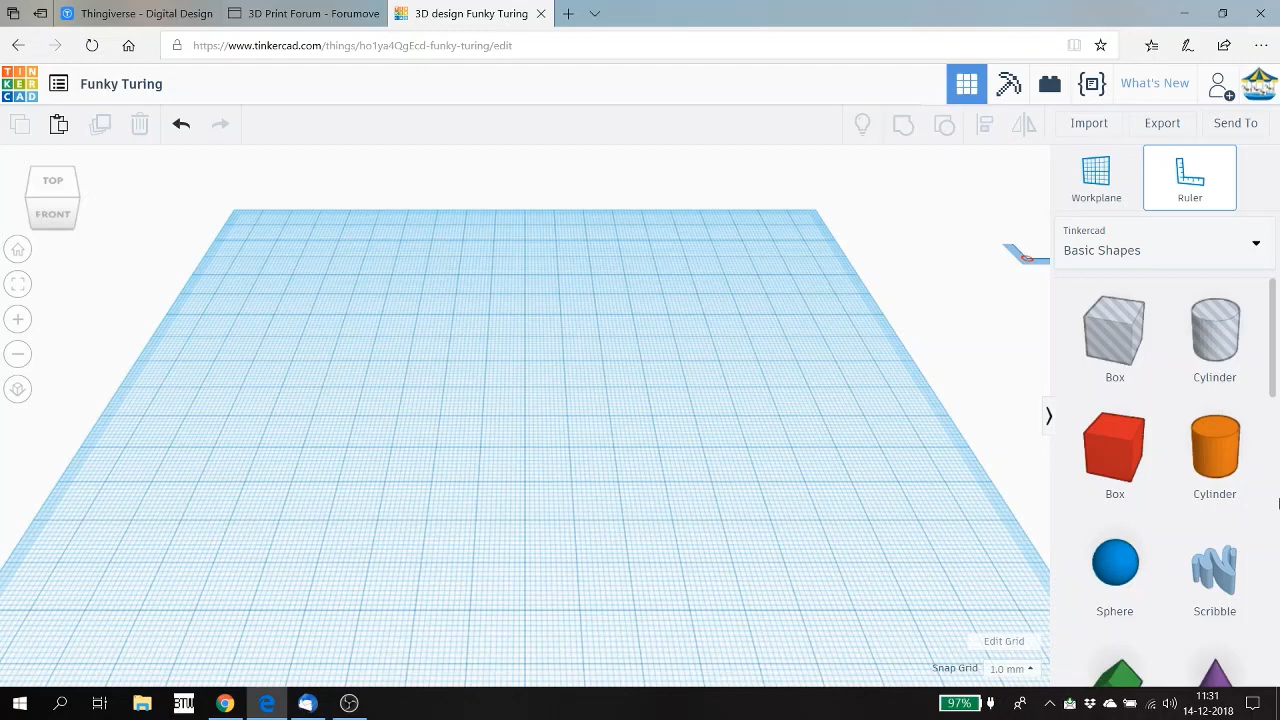 Thingiverse - Digital Design
3D Print Forum - Forumove
3D design Funky Turing
https://www.tinkercad.com/things/ho1ya4QgEcd-funky-turing/edit
TIN
KER
CAD
Funky Turing
What's New
Import
Export
Send To
TOP
FRONT
Workplane
Ruler
Tinkercad
Basic Shapes
Box
Cylinder
Box
Cylinder
Sphere
Scribble
Edit Grid
Snap Grid
1.0 mm
97%
11:31
14-12-2018